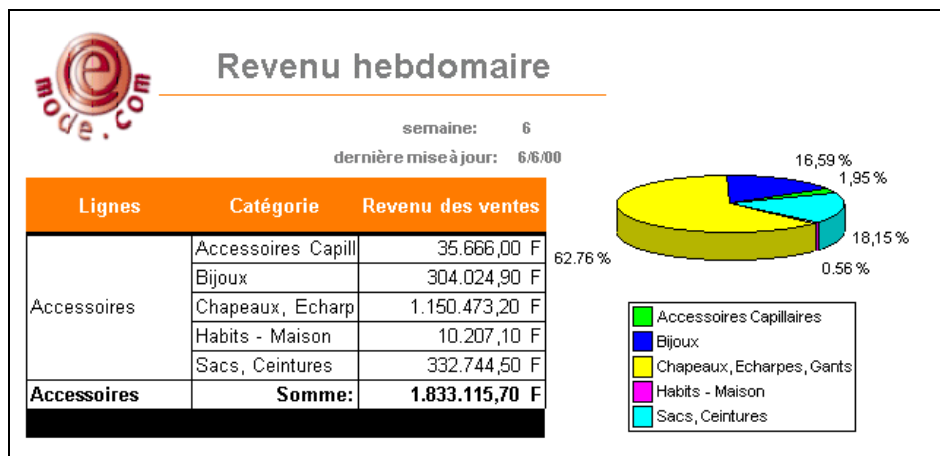 e
mode.com
Revenu hebdomaire
semaine: 6
dernière mise à jour: 6/6/00
Lignes Catégorie Revenu des ventes
Accessoires Capill 35.666,00 F
Bijoux 304.024,90 F
Accessoires Chapeaux, Echarp 1.150.473,20 F
Habits - Maison 10.207,10 F
Sacs, Ceintures 332.744,50 F
Accessoires Somme: 1.833.115,70 F
16,59 %
1,95 %
18,15 %
0.56 %
62.76 %
Accessoires Capillaires
Bijoux
Chapeaux, Echarpes, Gants
Habits - Maison
Sacs, Ceintures